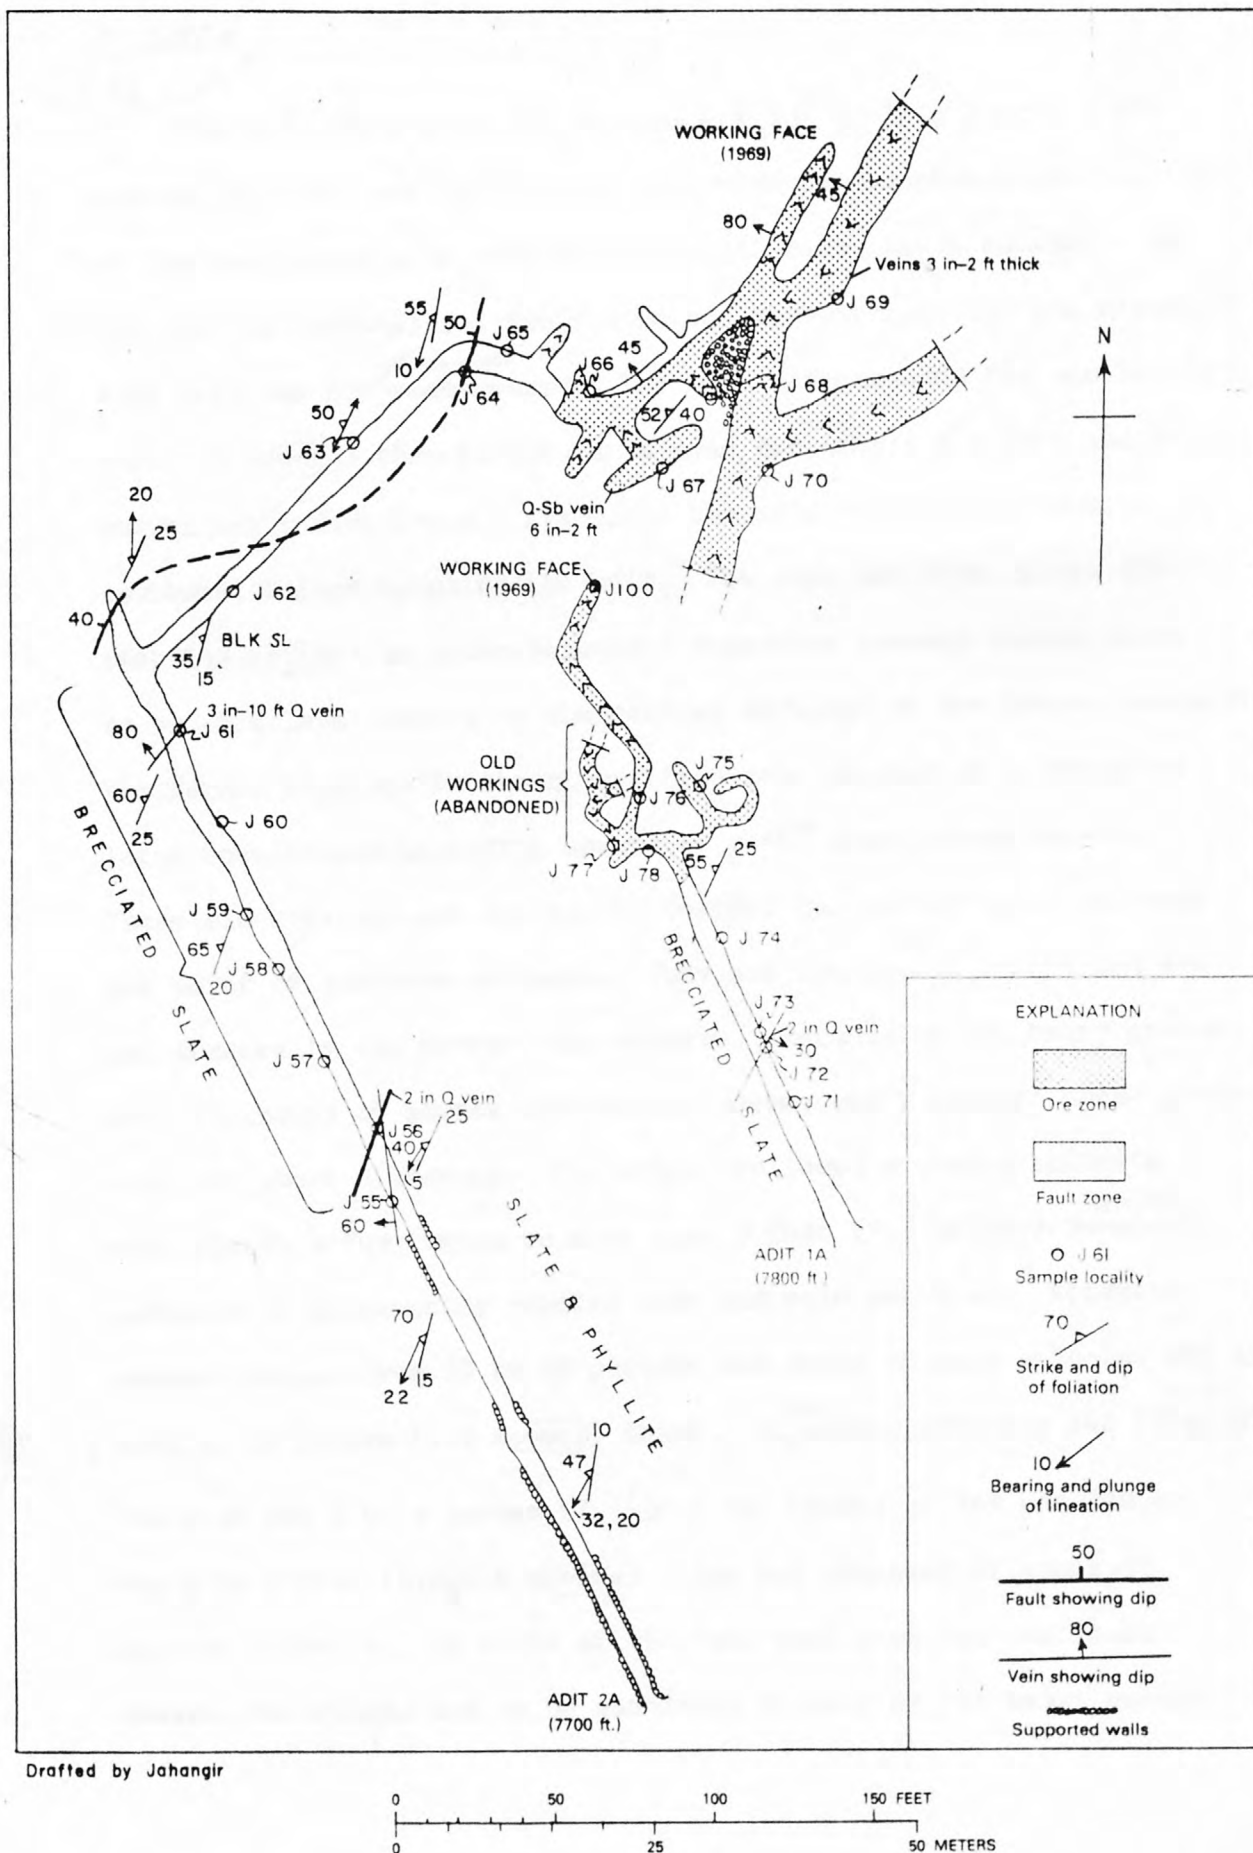 WORKING FACE
(1969)
45
80
Veins 3 in-2 ft thick
J 69
55
50
J 65
10
J 64
J 66
45
N
J 68
52
40
50
J 63
J 67
J 70
Q-Sb vein
6 in-2 ft
20
25
WORKING FACE
(1969)
J100
J 62
40
BLK SL
35
15
3 in-10 ft Q vein
J 61
80
OLD
WORKINGS
(ABANDONED)
J 75
J 76
60
25
J 60
J 77
J 78
55
25
BRECCIATED SLATE
J 59
65
J 58
20
J 74
BRECCIATED SLATE
J 73
2 in Q vein
30
J 72
J 71
J 57
2 in Q vein
J 56
25
40
5
J 55
60
SLATE & PHYLLITE
ADIT 1A
(7800 ft)
70
15
22
10
47
32, 20
ADIT 2A
(7700 ft.)
EXPLANATION
Ore zone
Fault zone
J 61
Sample locality
70
Strike and dip
of foliation
10
Bearing and plunge
of lineation
50
Fault showing dip
80
Vein showing dip
Supported walls
Drafted by Jahangir
0 50 100 150 FEET
0 25 50 METERS